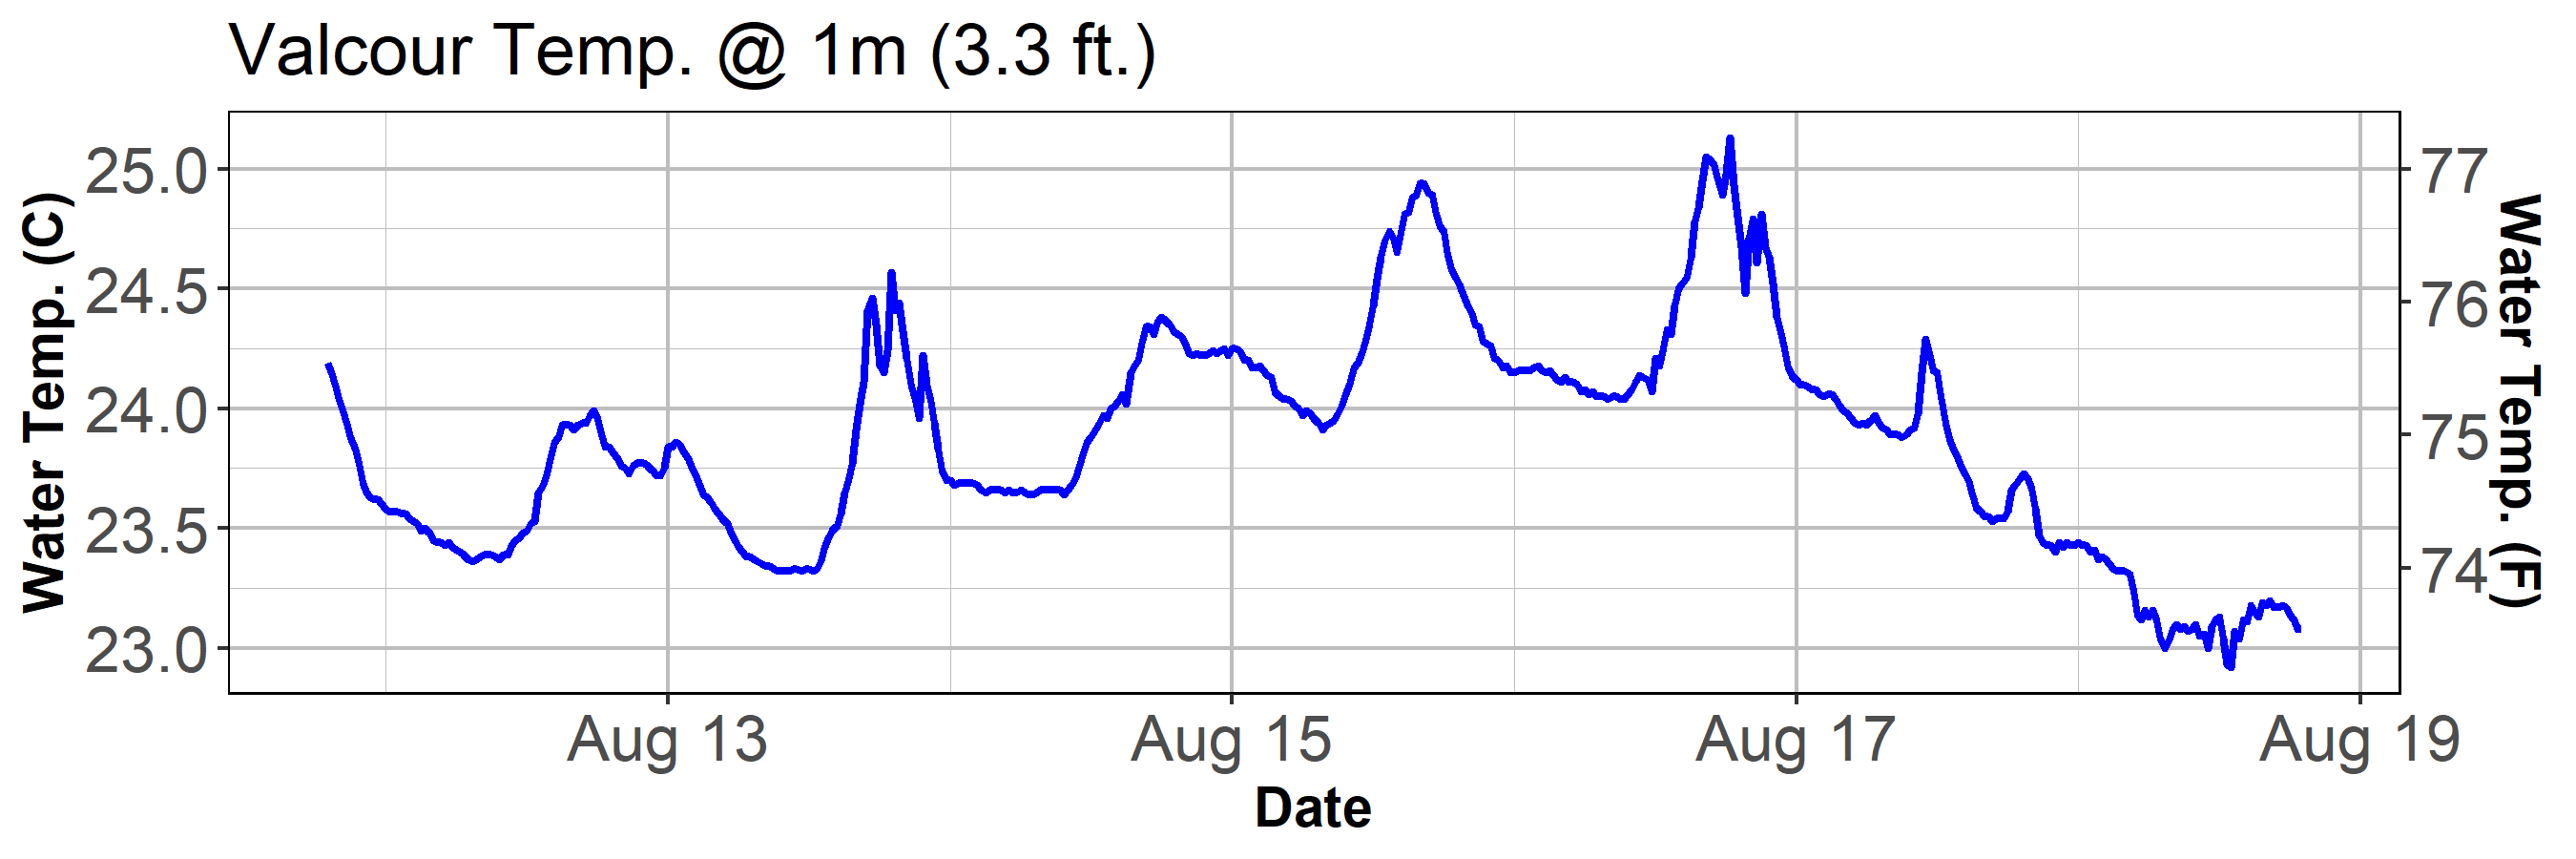 Valcour Temp. @ 1m (3.3 ft.)
Water Temp. (C)
25.0
24.5
24.0
23.5
23.0
77
76
75
74
Water Temp. (F)
Aug 13
Aug 15
Aug 17
Aug 19
Date